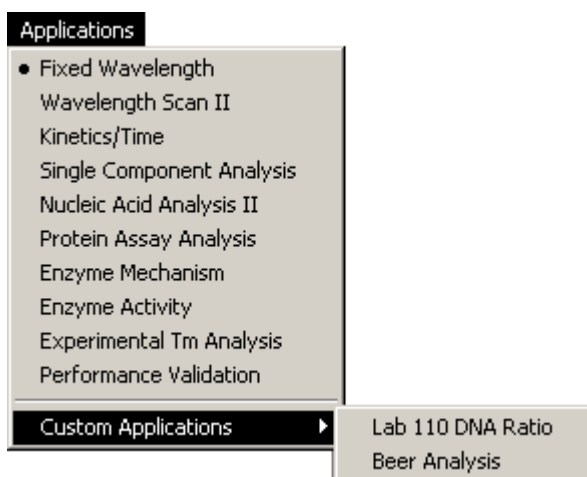 Applications
Fixed Wavelength
Wavelength Scan II
Kinetics/Time
Single Component Analysis
Nucleic Acid Analysis II
Protein Assay Analysis
Enzyme Mechanism
Enzyme Activity
Experimental Tm Analysis
Performance Validation
Custom Applications
Lab 110 DNA Ratio
Beer Analysis